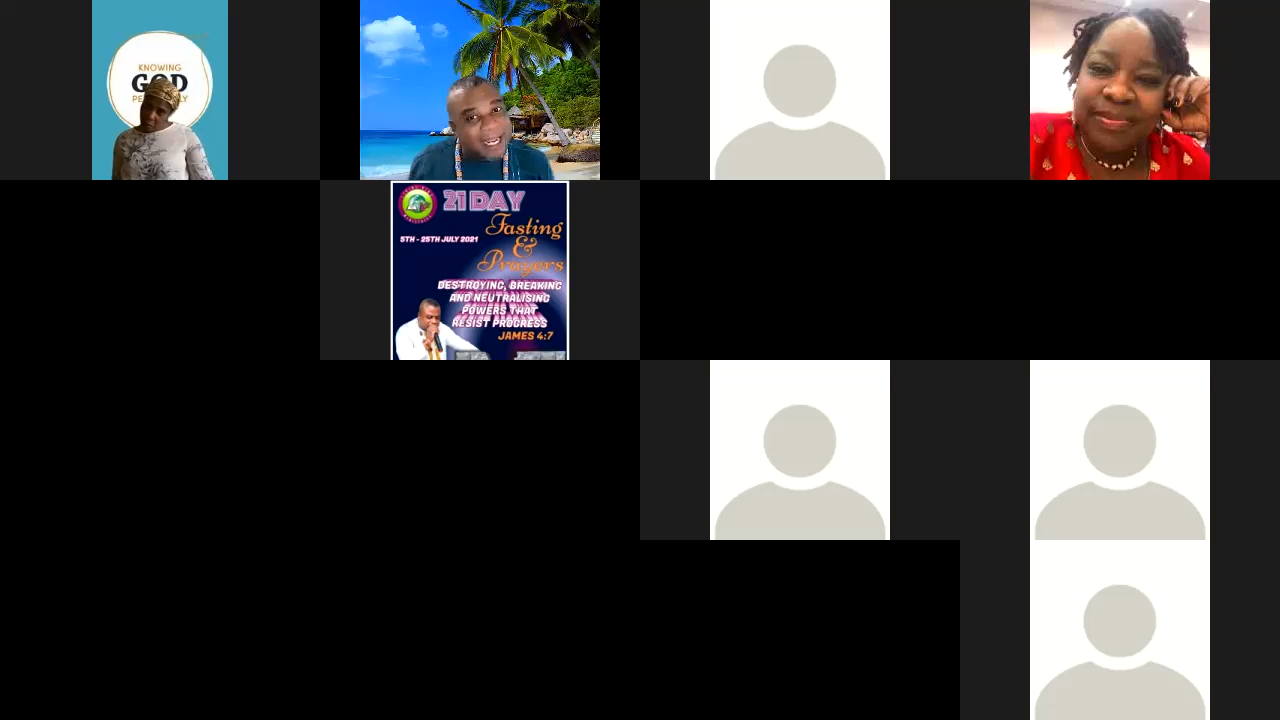 KNOWING
GOD
21 DAY
Fasting
5TH - 25TH JULY 2021
&
Prayers
DESTROYING, BREAKING
AND NEUTRALISING
POWERS THAT
RESIST PROGRESS
JAMES 4:7